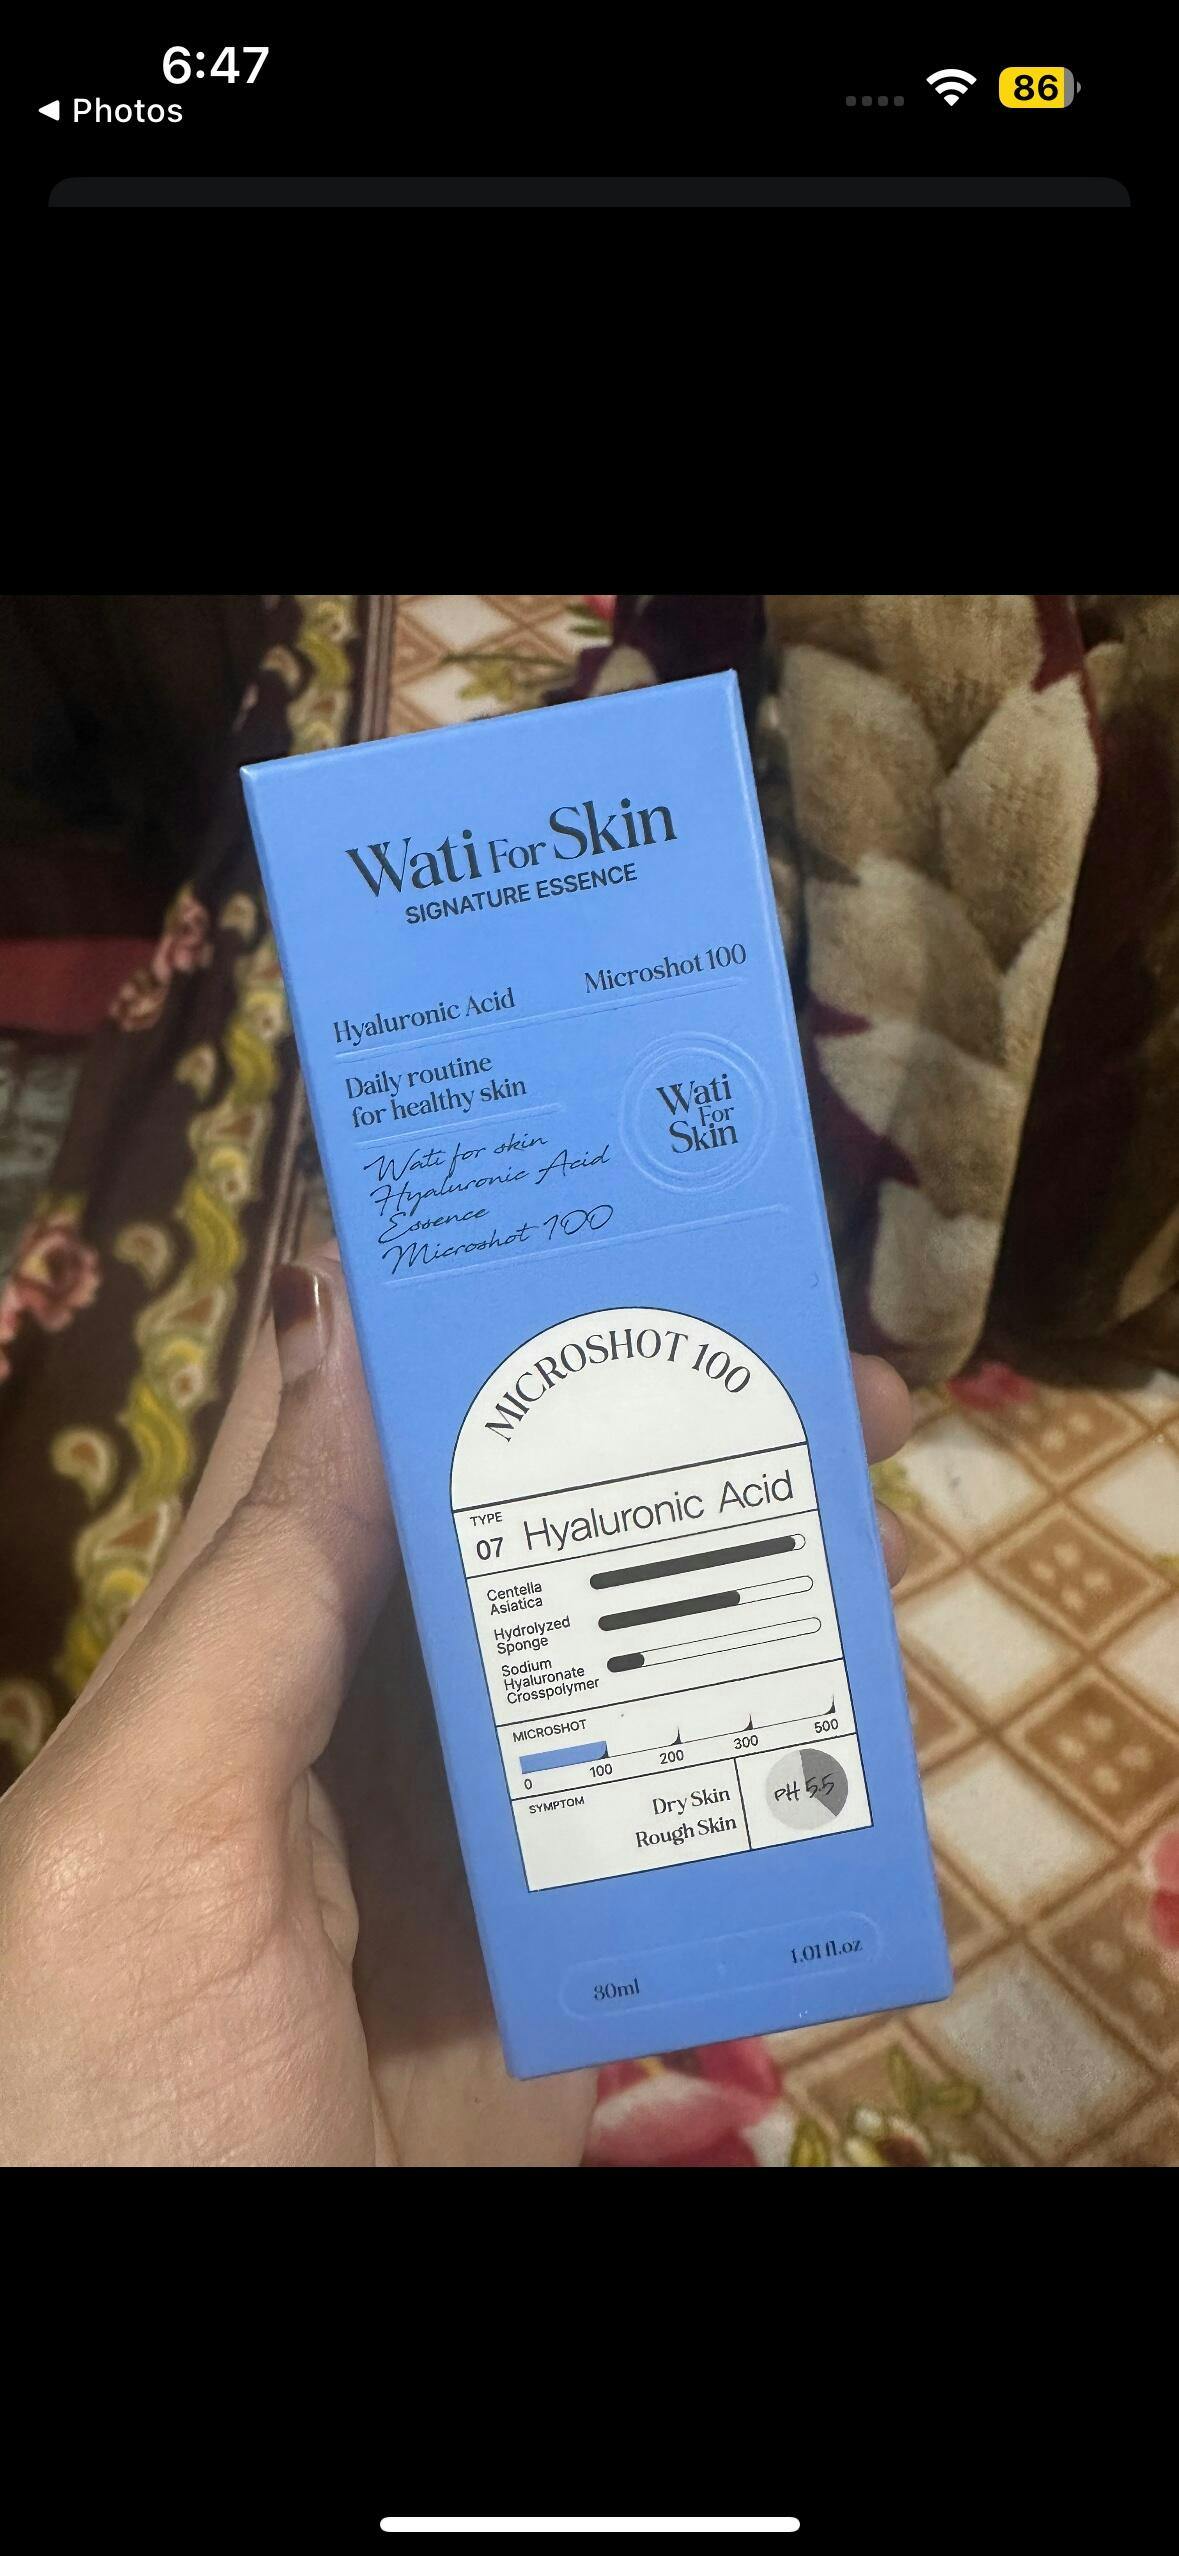 6:47
Photos
86
Wati For Skin
SIGNATURE ESSENCE
Hyaluronic Acid
Microshot 100
Daily routine
for healthy skin
Wati for skin
Hyaluronic Acid
Essence
Microshot 100
Wati
For
Skin
MICROSHOT 100
TYPE
07 Hyaluronic Acid
Centella
Asiatica
Hydrolyzed
Sponge
Sodium
Hyaluronate
Crosspolymer
MICROSHOT
0 100 200 300 500
SYMPTOM
Dry Skin
Rough Skin
pH 5.5
30ml
1.01 fl.oz